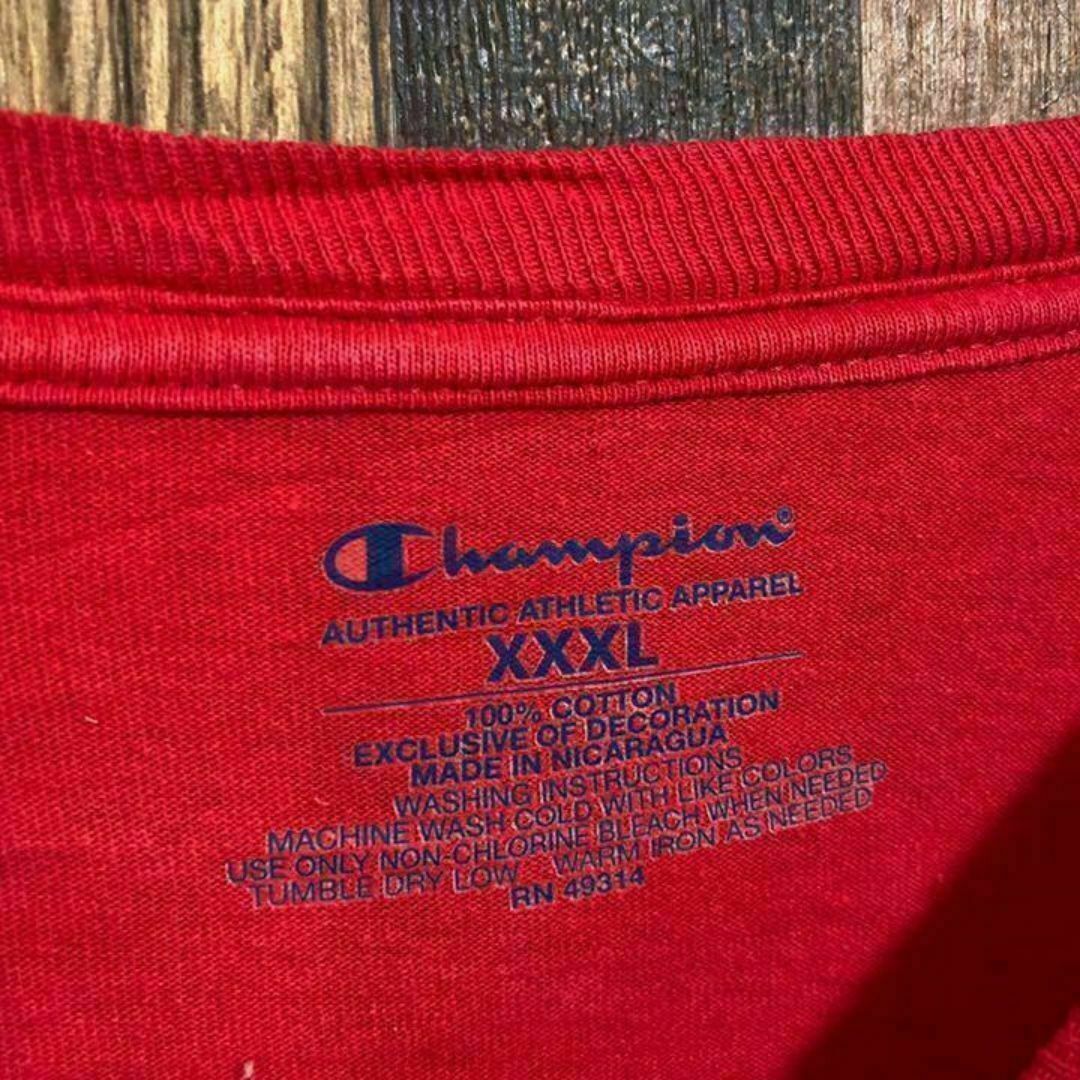 Champion®
AUTHENTIC ATHLETIC APPAREL
XXXL
100% COTTON
EXCLUSIVE OF DECORATION
MADE IN NICARAGUA
WASHING INSTRUCTIONS
MACHINE WASH COLD WITH LIKE COLORS
USE ONLY NON-CHLORINE BLEACH WHEN NEEDED
TUMBLE DRY LOW WARM IRON AS NEEDED
RN 49314